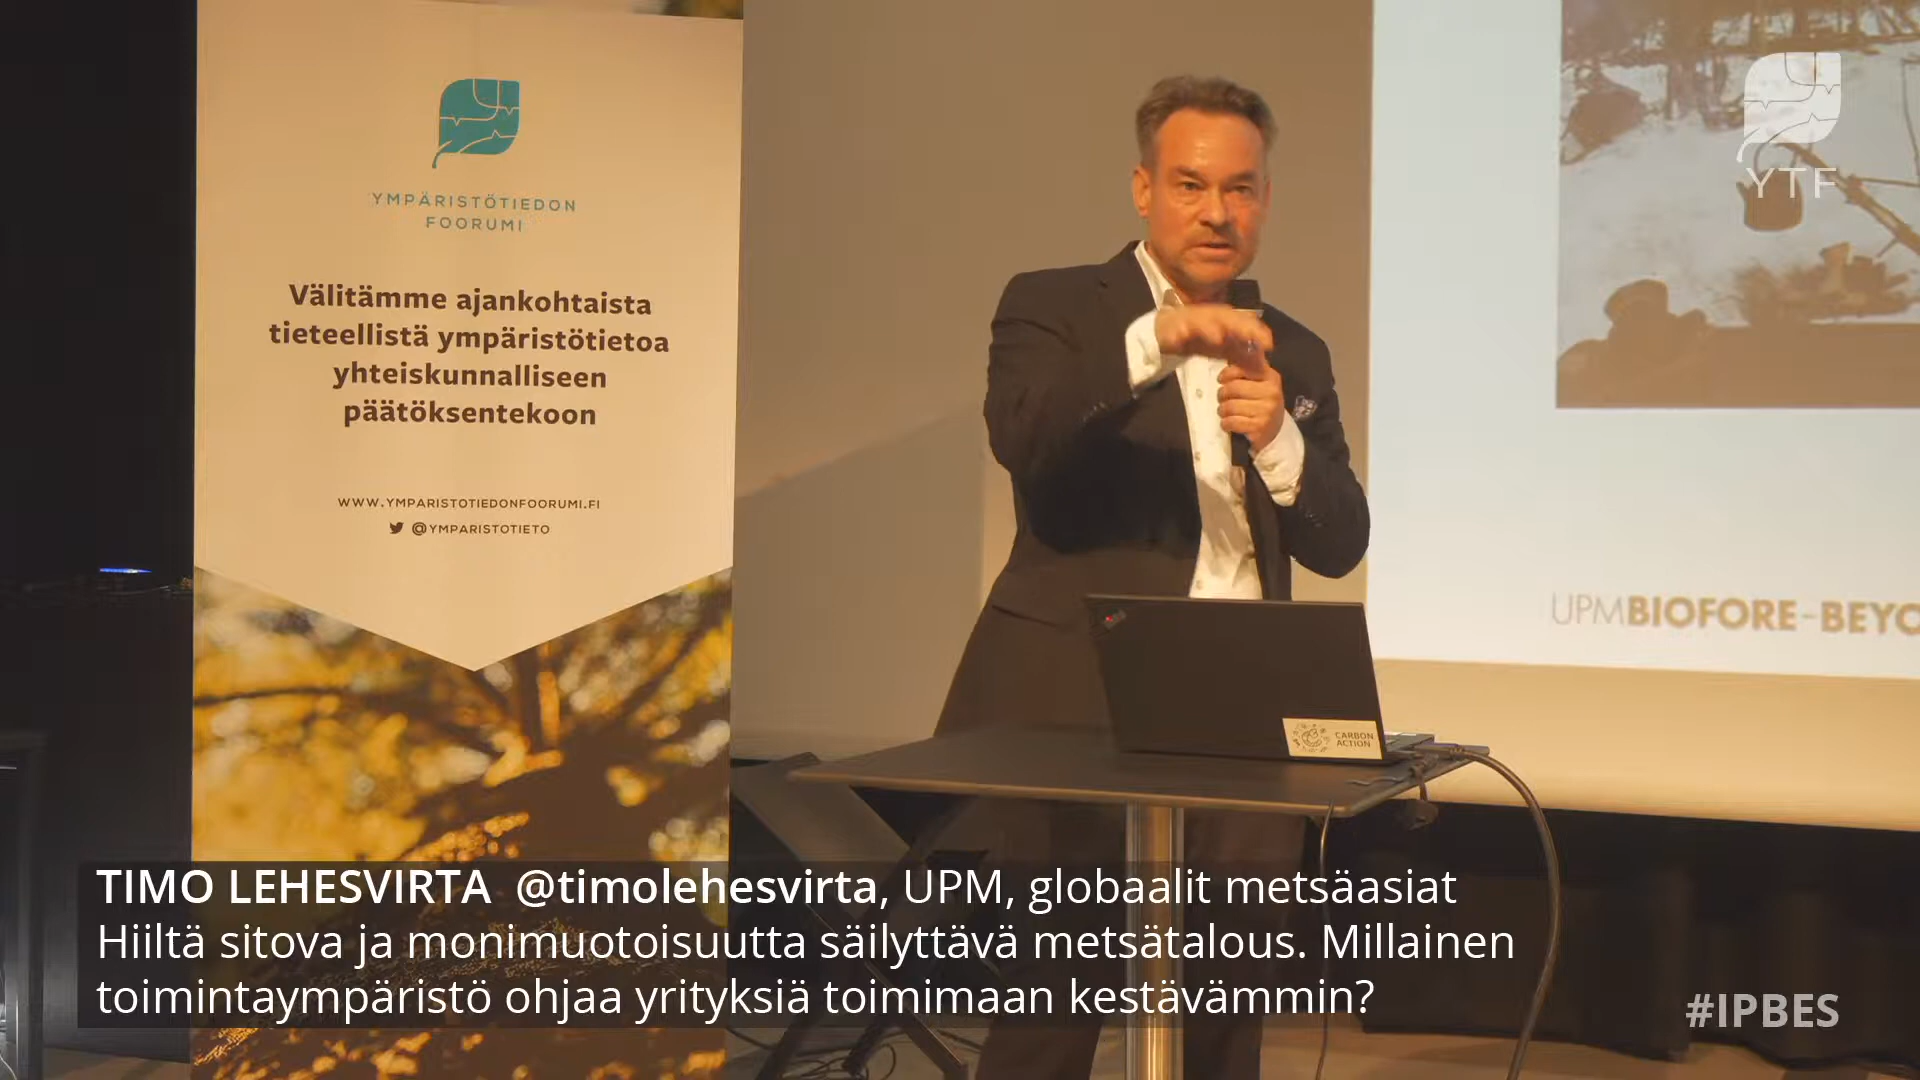 YMPÄRISTÖTIEDON
FOORUMI
Välitämme ajankohtaista
tieteellistä ympäristötietoa
yhteiskunnalliseen
päätöksentekoon
WWW.YMPARISTOTIEDONFOORUMI.FI
@YMPARISTOTIETO
YTF
UPMBIOFORE–BEYO
CARBON
ACTION
TIMO LEHESVIRTA @timolehesvirta, UPM, globaalit metsäasiat
Hiiltä sitova ja monimuotoisuutta säilyttävä metsätalous. Millainen
toimintaympäristö ohjaa yrityksiä toimimaan kestävämmin?
#IPBES